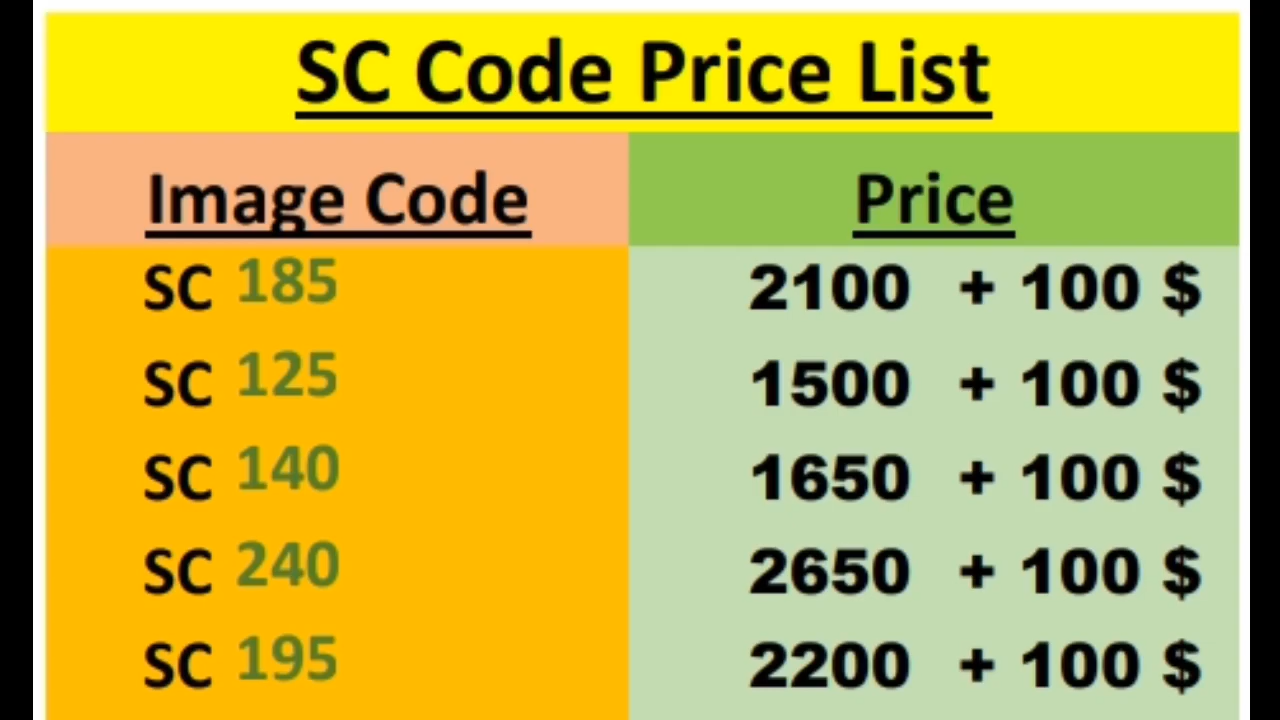 SC Code Price List
Image Code Price
SC 185 2100 + 100 $
SC 125 1500 + 100 $
SC 140 1650 + 100 $
SC 240 2650 + 100 $
SC 195 2200 + 100 $